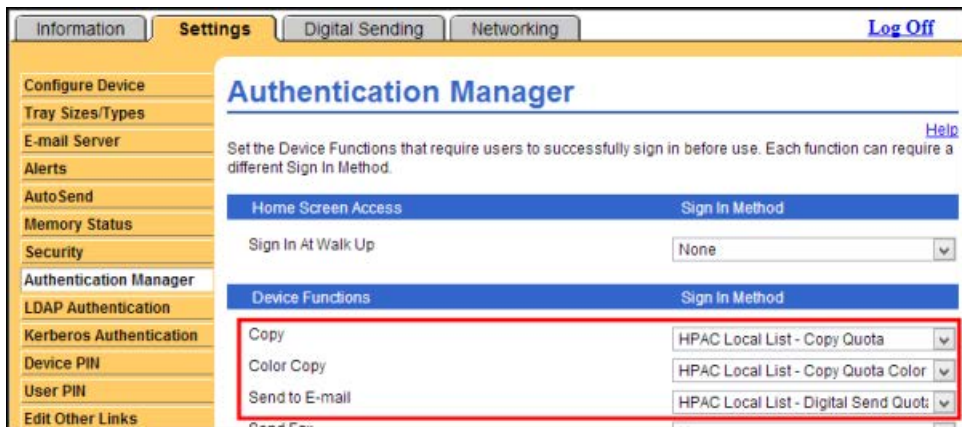 Information Settings Digital Sending Networking Log Off
Configure Device
Tray Sizes/Types
E-mail Server
Alerts
AutoSend
Memory Status
Security
Authentication Manager
LDAP Authentication
Kerberos Authentication
Device PIN
User PIN
Edit Other Links
Authentication Manager
Help
Set the Device Functions that require users to successfully sign in before use. Each function can require a
different Sign In Method.
Home Screen Access Sign In Method
Sign In At Walk Up None
Device Functions Sign In Method
Copy HPAC Local List - Copy Quota
Color Copy HPAC Local List - Copy Quota Color
Send to E-mail HPAC Local List - Digital Send Quota
Send Fax